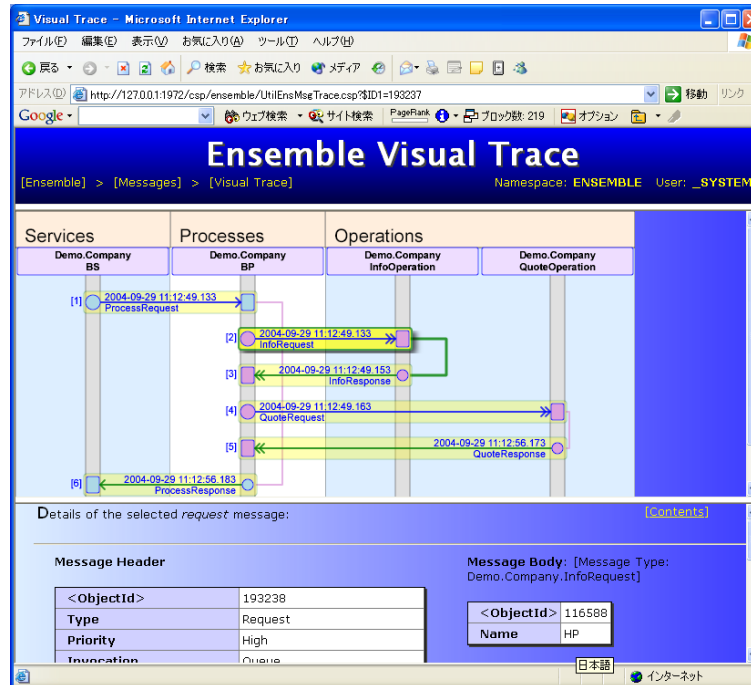 Visual Trace - Microsoft Internet Explorer
ファイル(F) 編集(E) 表示(V) お気に入り(A) ツール(T) ヘルプ(H)
戻る 検索 お気に入り メディア
アドレス(D) http://127.0.0.1:1972/csp/ensemble/UtilEnsMsgTrace.csp?$ID1=193237 移動 リンク
Google ウェブ検索 サイト検索 PageRank ブロック数: 219 オプション
Ensemble Visual Trace
[Ensemble] > [Messages] > [Visual Trace] Namespace: ENSEMBLE User: _SYSTEM
Services Processes Operations
Demo.Company Demo.Company Demo.Company Demo.Company
BS BP InfoOperation QuoteOperation
[1] 2004-09-29 11:12:49.133
ProcessRequest
[2] 2004-09-29 11:12:49.133
InfoRequest
[3] 2004-09-29 11:12:49.153
InfoResponse
[4] 2004-09-29 11:12:49.163
QuoteRequest
[5] 2004-09-29 11:12:56.173
QuoteResponse
[6] 2004-09-29 11:12:56.183
ProcessResponse
Details of the selected request message: [Contents]
Message Header
<ObjectId> 193238
Type Request
Priority High
Invocation Queue
Message Body: [Message Type:
Demo.Company.InfoRequest]
<ObjectId> 116588
Name HP
日本語
インターネット